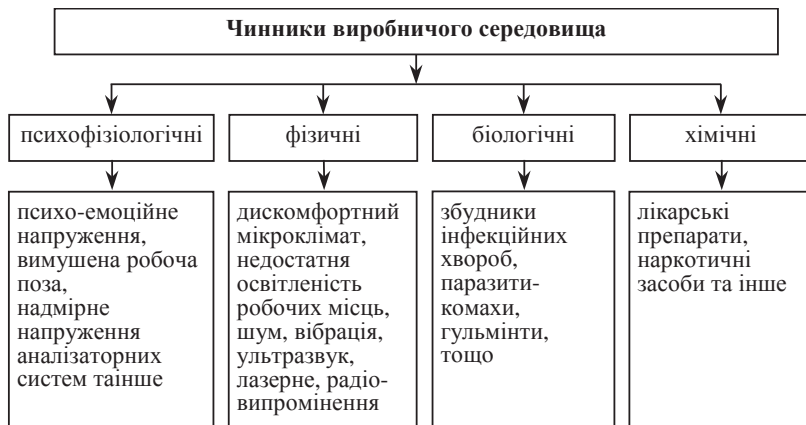 Чинники виробничого середовища
психофізіологічні
фізичні
біологічні
хімічні
психо-емоційне
напруження,
вимушена робоча
поза,
надмірне
напруження
аналізаторних
систем таінше
дискомфортний
мікроклімат,
недостатня
освітленість
робочих місць,
шум, вібрація,
ультразвук,
лазерне, радіо-
випромінення
збудники
інфекційних
хвороб,
паразити-
комахи,
гульмінти,
тощо
лікарські
препарати,
наркотичні
засоби та інше